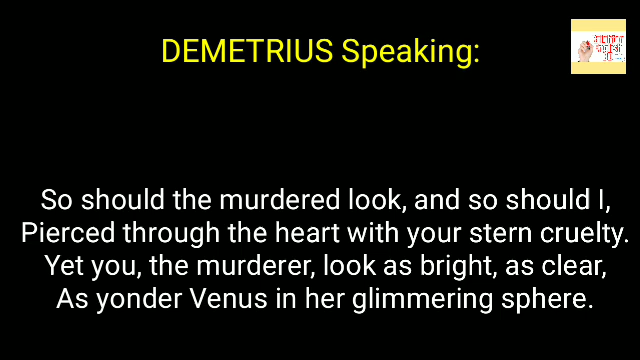 DEMETRIUS Speaking:
So should the murdered look, and so should I,
Pierced through the heart with your stern cruelty.
Yet you, the murderer, look as bright, as clear,
As yonder Venus in her glimmering sphere.